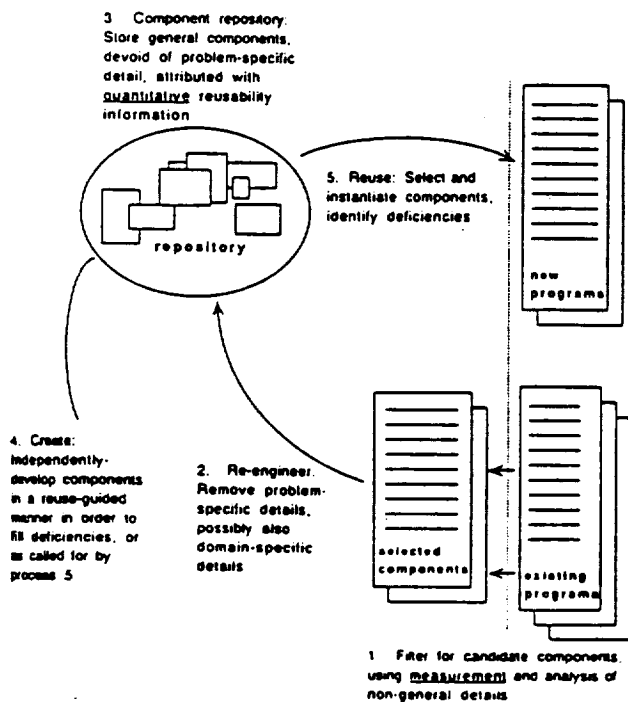 3 Component repository:
Store general components,
devoid of problem-specific
detail, attributed with
quantitative reusability
information
repository
5. Reuse: Select and
instantiate components,
identify deficiencies
new
programs
4. Create:
Independently-
develop components
in a reuse-guided
manner in order to
fill deficiencies, or
as called for by
process 5
2. Re-engineer.
Remove problem-
specific details,
possibly also
domain-specific
details
selected
components
existing
programs
1 Filter for candidate components,
using measurement and analysis of
non-general details